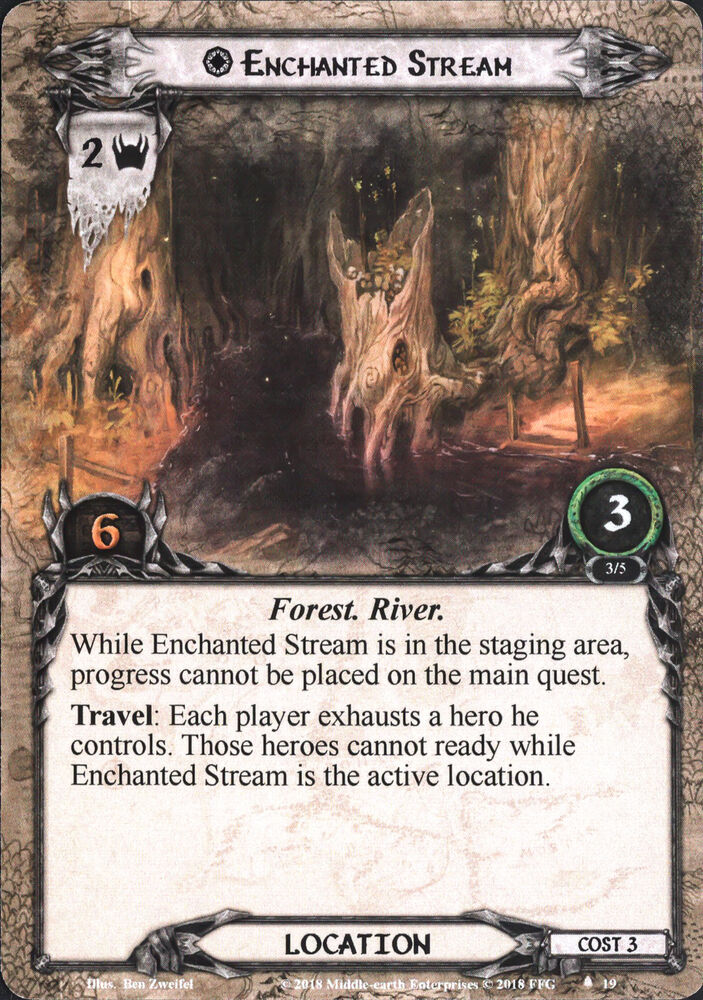 Enchanted Stream
2
6
3
3/5
Forest. River.
While Enchanted Stream is in the staging area,
progress cannot be placed on the main quest.
Travel: Each player exhausts a hero he
controls. Those heroes cannot ready while
Enchanted Stream is the active location.
LOCATION
COST 3
Illus. Ben Zweifel
© 2018 Middle-earth Enterprises © 2018 FFG
19